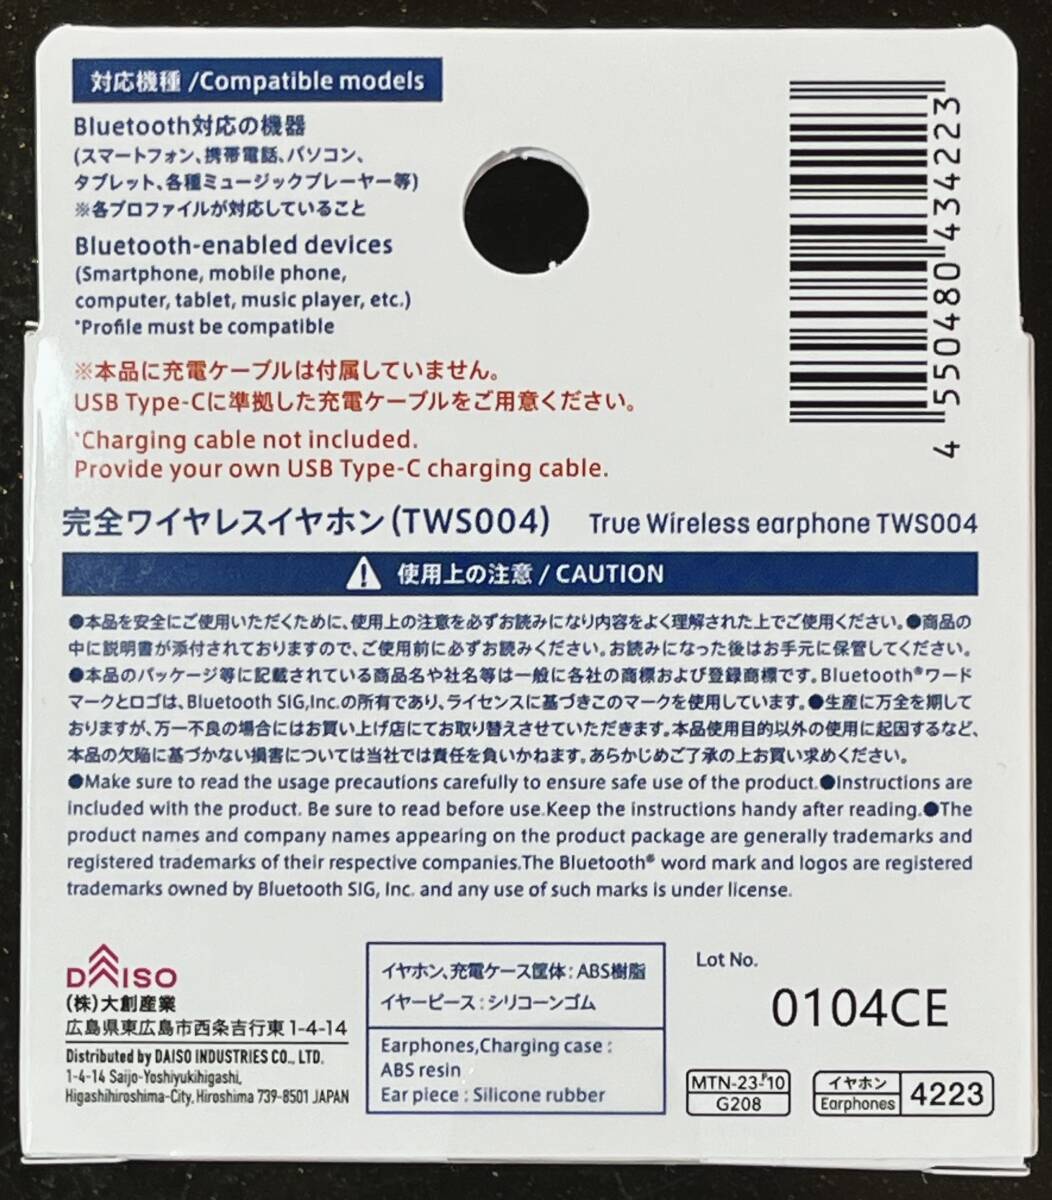 対応機種 /Compatible models
Bluetooth対応の機器
(スマートフォン、携帯電話、パソコン、
タブレット、各種ミュージックプレーヤー等)
※各プロファイルが対応していること
Bluetooth-enabled devices
(Smartphone, mobile phone,
computer, tablet, music player, etc.)
*Profile must be compatible
※本品に充電ケーブルは付属していません。
USB Type-Cに準拠した充電ケーブルをご用意ください。
*Charging cable not included.
Provide your own USB Type-C charging cable.
4 550480 434223
完全ワイヤレスイヤホン(TWS004) True Wireless earphone TWS004
使用上の注意 / CAUTION
●本品を安全にご使用いただくために、使用上の注意を必ずお読みになり内容をよく理解された上でご使用ください。●商品の
中に説明書が添付されておりますので、ご使用前に必ずお読みください。お読みになった後はお手元に保管してください。
●本品のパッケージ等に記載されている商品名や社名等は一般に各社の商標および登録商標です。Bluetooth®ワード
マークとロゴは、Bluetooth SIG,Inc.の所有であり、ライセンスに基づきこのマークを使用しています。●生産に万全を期して
おりますが、万一不良の場合にはお買い上げ店にてお取り替えさせていただきます。本品使用目的以外の使用に起因するなど、
本品の欠陥に基づかない損害については当社では責任を負いかねます。あらかじめご了承の上お買い求めください。
●Make sure to read the usage precautions carefully to ensure safe use of the product.●Instructions are
included with the product. Be sure to read before use.Keep the instructions handy after reading.●The
product names and company names appearing on the product package are generally trademarks and
registered trademarks of their respective companies.The Bluetooth® word mark and logos are registered
trademarks owned by Bluetooth SIG, Inc. and any use of such marks is under license.
DAISO
(株)大創産業
広島県東広島市西条吉行東1-4-14
Distributed by DAISO INDUSTRIES CO., LTD.
1-4-14 Saijo-Yoshiyukihigashi,
Higashihiroshima-City, Hiroshima 739-8501 JAPAN
イヤホン、充電ケース筐体：ABS樹脂
イヤーピース：シリコーンゴム
Earphones,Charging case :
ABS resin
Ear piece : Silicone rubber
Lot No.
0104CE
MTN-23-P10
G208
イヤホン
Earphones
4223